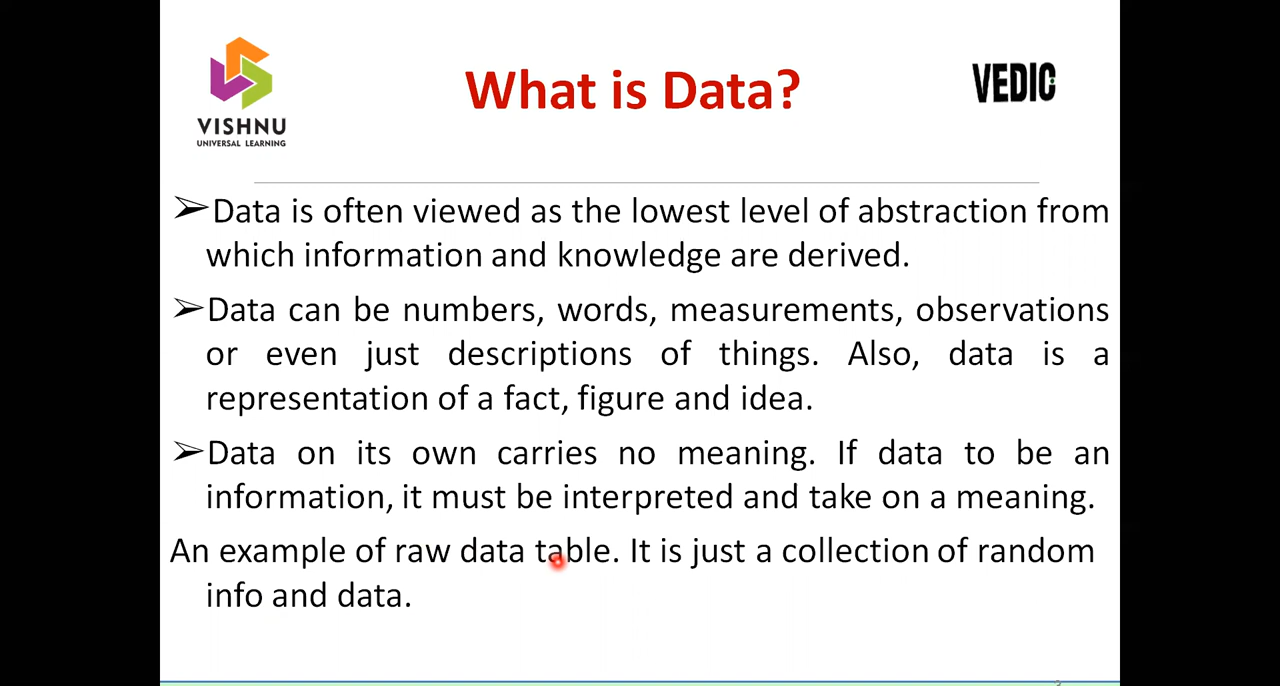 VISHNU
UNIVERSAL LEARNING
What is Data?
VEDIC
➢Data is often viewed as the lowest level of abstraction from
which information and knowledge are derived.
➢Data can be numbers, words, measurements, observations
or even just descriptions of things. Also, data is a
representation of a fact, figure and idea.
➢Data on its own carries no meaning. If data to be an
information, it must be interpreted and take on a meaning.
An example of raw data table. It is just a collection of random
info and data.